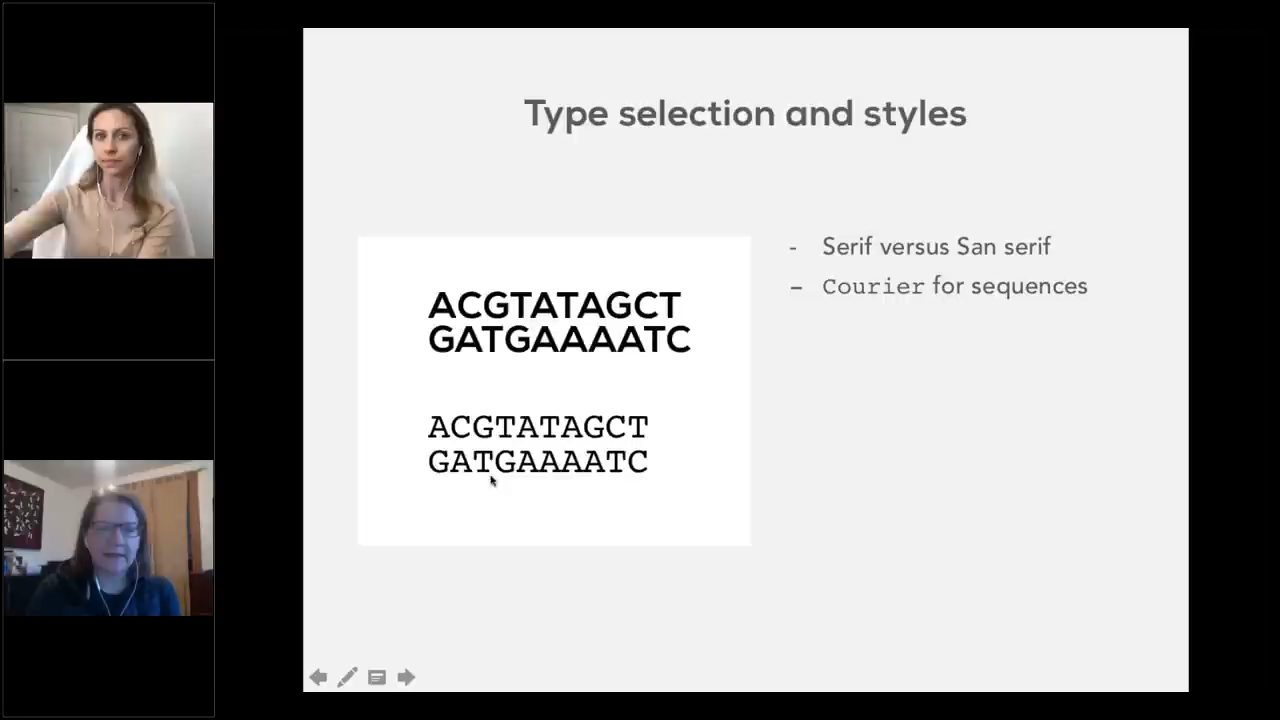 Type selection and styles
ACGTATAGCT
GATGAAAATC
ACGTATAGCT
GATGAAAATC
- Serif versus San serif
– Courier for sequences